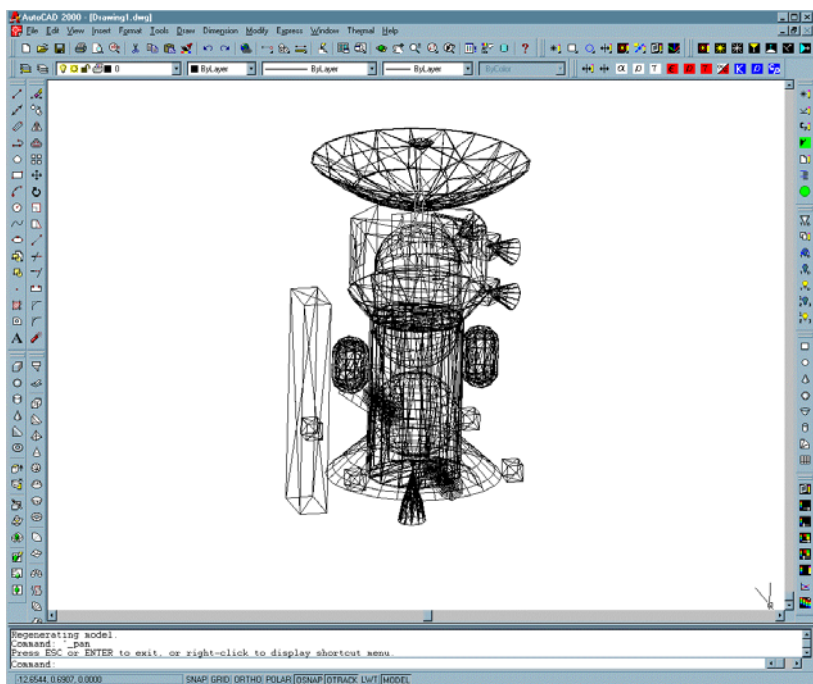 AutoCAD 2000 - [Drawing1.dwg]
File Edit View Insert Format Tools Draw Dimension Modify Express Window Thermal Help
0 ByLayer ByLayer ByLayer ByColor
Regenerating model.
Command: '_pan
Press ESC or ENTER to exit, or right-click to display shortcut menu.
Command:
-12.6544, 0.6907, 0.0000 SNAP GRID ORTHO POLAR OSNAP OTRACK LWT MODEL